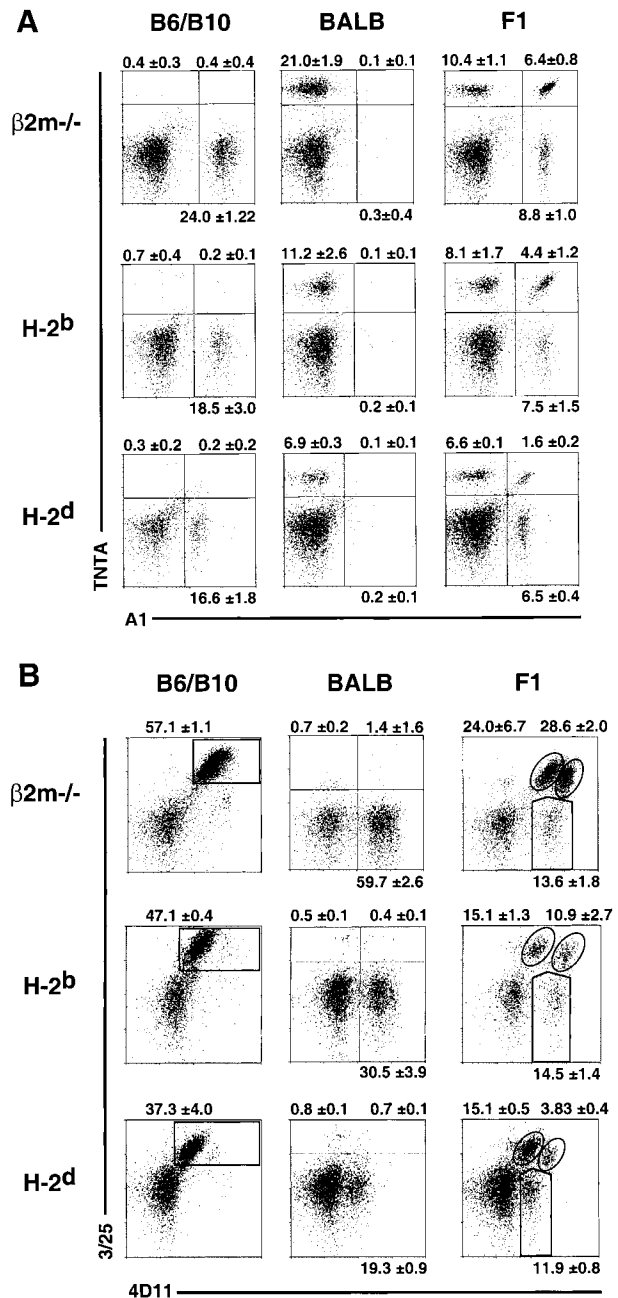 A
B6/B10 BALB F1
0.4 ±0.3 0.4 ±0.4 21.0±1.9 0.1 ±0.1 10.4 ±1.1 6.4±0.8
β2m-/-
24.0 ±1.22 0.3±0.4 8.8 ±1.0
0.7 ±0.4 0.2 ±0.1 11.2 ±2.6 0.1 ±0.1 8.1 ±1.7 4.4 ±1.2
H-2b
18.5 ±3.0 0.2 ±0.1 7.5 ±1.5
0.3 ±0.2 0.2 ±0.2 6.9 ±0.3 0.1 ±0.1 6.6 ±0.1 1.6 ±0.2
H-2d
16.6 ±1.8 0.2 ±0.1 6.5 ±0.4
TNTA
A1
B
B6/B10 BALB F1
57.1 ±1.1 0.7 ±0.2 1.4 ±1.6 24.0±6.7 28.6 ±2.0
β2m-/-
59.7 ±2.6 13.6 ±1.8
47.1 ±0.4 0.5 ±0.1 0.4 ±0.1 15.1 ±1.3 10.9 ±2.7
H-2b
30.5 ±3.9 14.5 ±1.4
37.3 ±4.0 0.8 ±0.1 0.7 ±0.1 15.1 ±0.5 3.83 ±0.4
H-2d
19.3 ±0.9 11.9 ±0.8
3/25
4D11